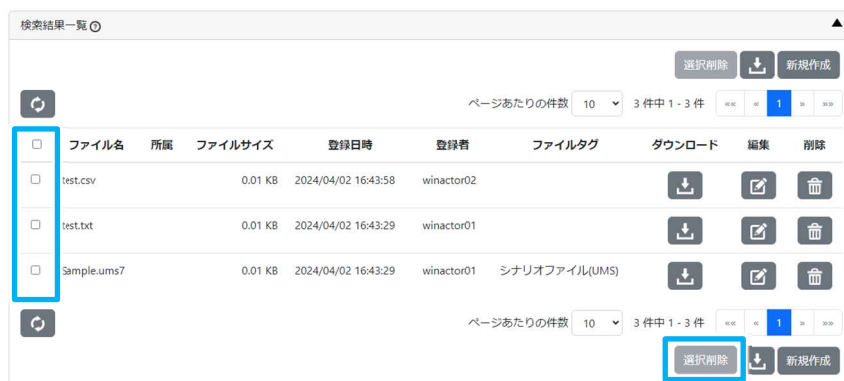 検索結果一覧 ?
選択削除 新規作成
ページあたりの件数 10 3 件中 1 - 3 件 «« « 1 » »»
ファイル名 所属 ファイルサイズ 登録日時 登録者 ファイルタグ ダウンロード 編集 削除
test.csv 0.01 KB 2024/04/02 16:43:58 winactor02
test.txt 0.01 KB 2024/04/02 16:43:29 winactor01
Sample.ums7 0.01 KB 2024/04/02 16:43:29 winactor01 シナリオファイル(UMS)
ページあたりの件数 10 3 件中 1 - 3 件 «« « 1 » »»
選択削除 新規作成